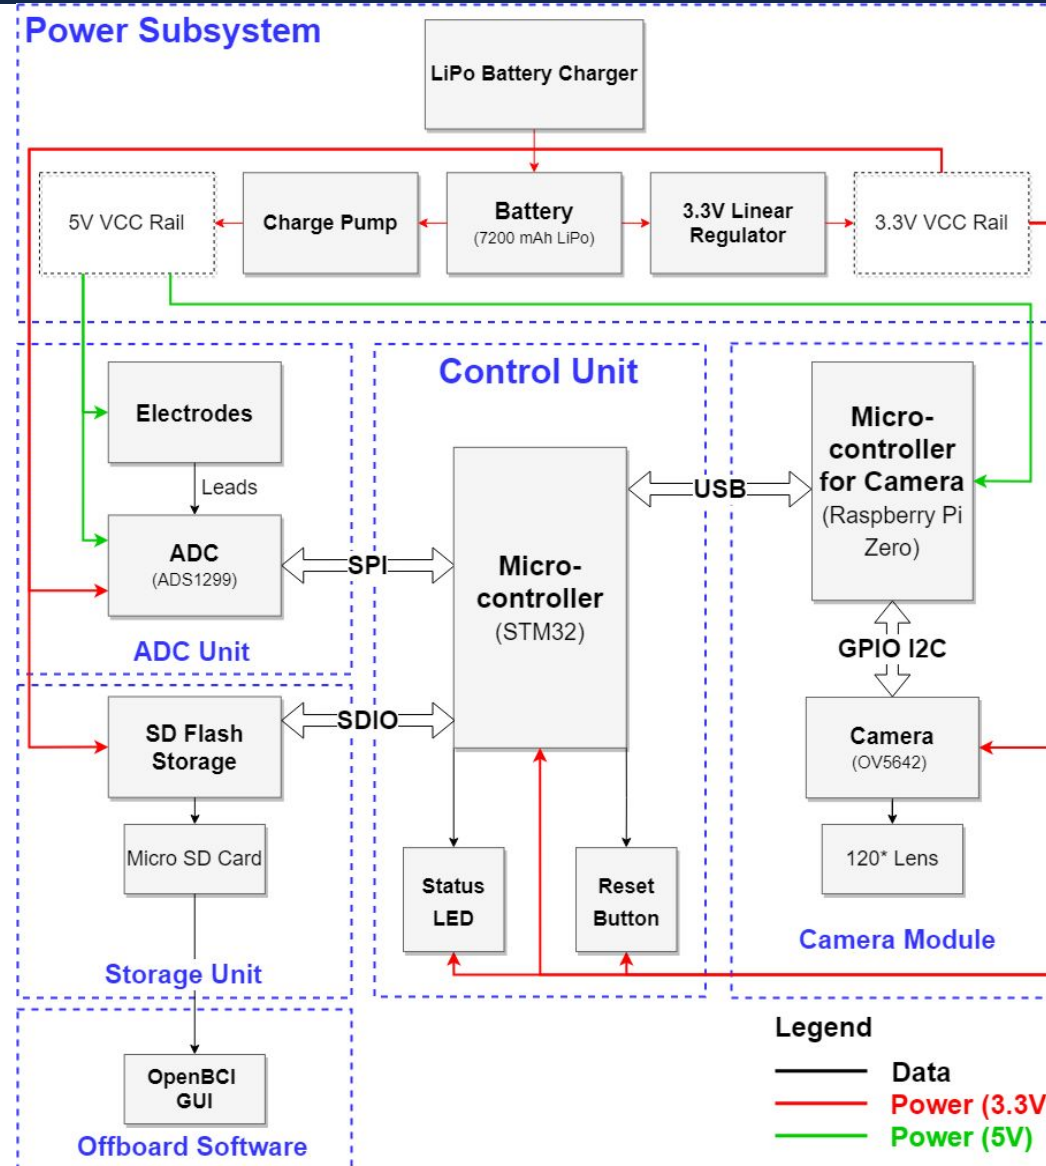 Power Subsystem
LiPo Battery Charger
5V VCC Rail
Charge Pump
Battery
(7200 mAh LiPo)
3.3V Linear
Regulator
3.3V VCC Rail
Electrodes
Leads
ADC
(ADS1299)
ADC Unit
SPI
Control Unit
Micro-
controller
(STM32)
USB
Micro-
controller
for Camera
(Raspberry Pi
Zero)
GPIO I2C
Camera
(OV5642)
120* Lens
Camera Module
SD Flash
Storage
SDIO
Micro SD Card
Storage Unit
Status
LED
Reset
Button
OpenBCI
GUI
Offboard Software
Legend
Data
Power (3.3V
Power (5V)